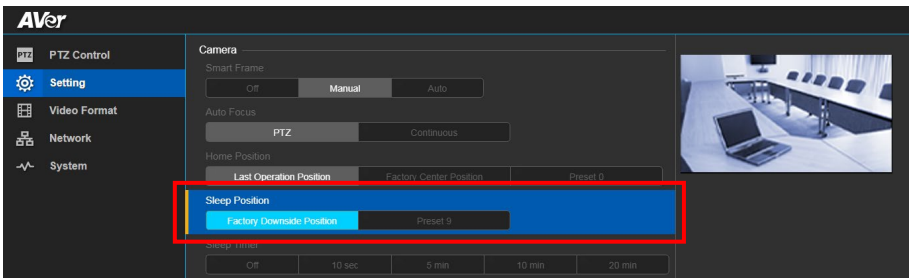 AVer
PTZ PTZ Control
Setting
Video Format
Network
System
Camera
Smart Frame
Off Manual Auto
Auto Focus
PTZ Continuous
Home Position
Last Operation Position Factory Center Position Preset 0
Sleep Position
Factory Downside Position Preset 9
Sleep Timer
Off 10 sec 5 min 10 min 20 min